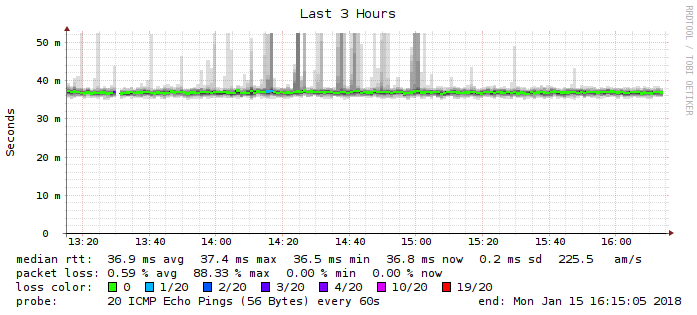 Last 3 Hours
RRDTOOL / TOBI OETIKER
Seconds
50 m
40 m
30 m
20 m
10 m
0
13:20 13:40 14:00 14:20 14:40 15:00 15:20 15:40 16:00
median rtt: 36.9 ms avg 37.4 ms max 36.5 ms min 36.8 ms now 0.2 ms sd 225.5 am/s
packet loss: 0.59 % avg 88.33 % max 0.00 % min 0.00 % now
loss color: 0 1/20 2/20 3/20 4/20 10/20 19/20
probe: 20 ICMP Echo Pings (56 Bytes) every 60s end: Mon Jan 15 16:15:05 2018